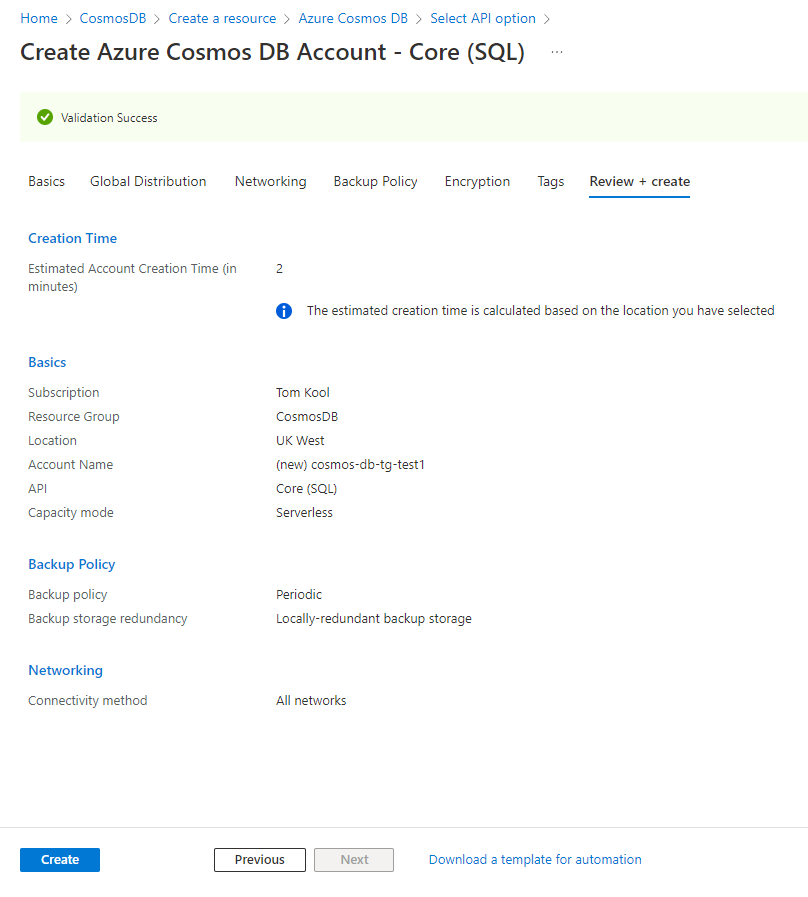 Home > CosmosDB > Create a resource > Azure Cosmos DB > Select API option >
Create Azure Cosmos DB Account - Core (SQL) ...
Validation Success
Basics Global Distribution Networking Backup Policy Encryption Tags Review + create
Creation Time
Estimated Account Creation Time (in
minutes)
2
The estimated creation time is calculated based on the location you have selected
Basics
Subscription Tom Kool
Resource Group CosmosDB
Location UK West
Account Name (new) cosmos-db-tg-test1
API Core (SQL)
Capacity mode Serverless
Backup Policy
Backup policy Periodic
Backup storage redundancy Locally-redundant backup storage
Networking
Connectivity method All networks
Create Previous Next Download a template for automation